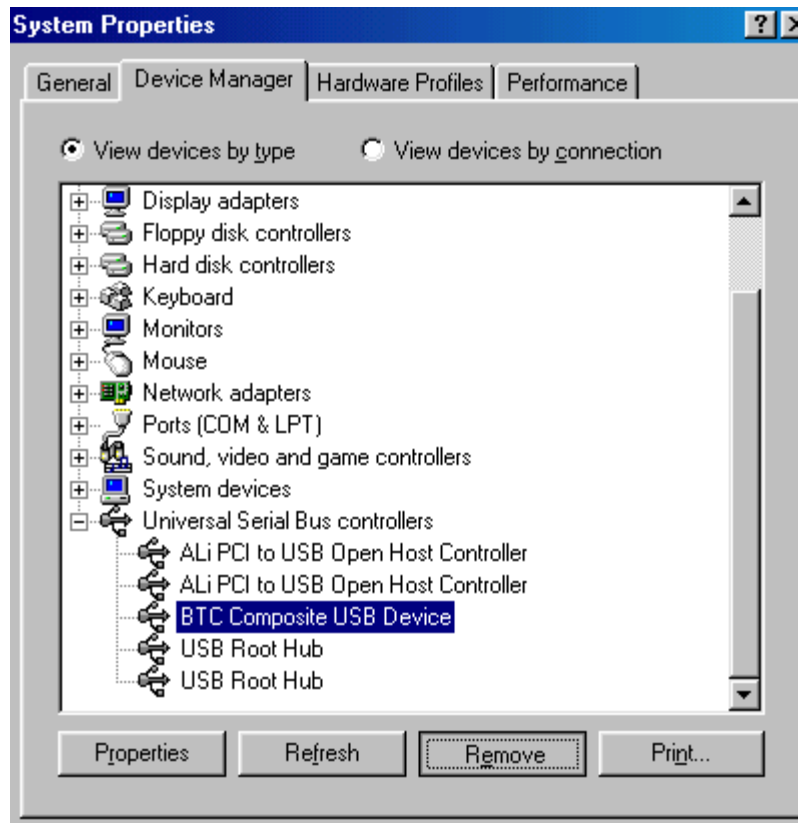 System Properties
General Device Manager Hardware Profiles Performance
View devices by type View devices by connection
Display adapters
Floppy disk controllers
Hard disk controllers
Keyboard
Monitors
Mouse
Network adapters
Ports (COM & LPT)
Sound, video and game controllers
System devices
Universal Serial Bus controllers
ALi PCI to USB Open Host Controller
ALi PCI to USB Open Host Controller
BTC Composite USB Device
USB Root Hub
USB Root Hub
Properties Refresh Remove Print...